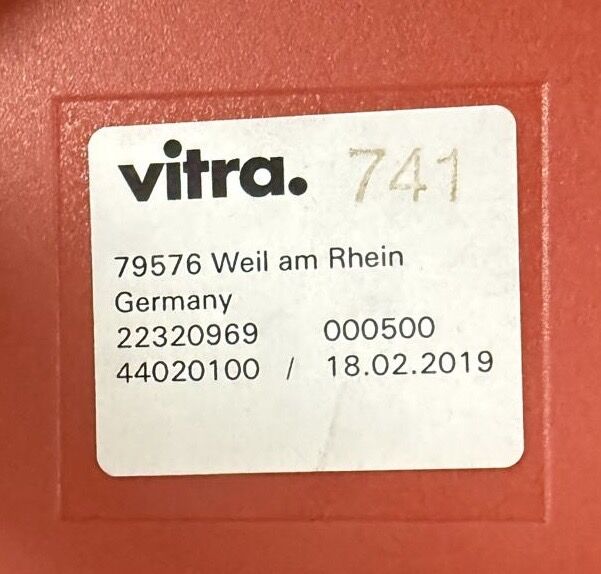 vitra. 741
79576 Weil am Rhein
Germany
22320969 000500
44020100 / 18.02.2019